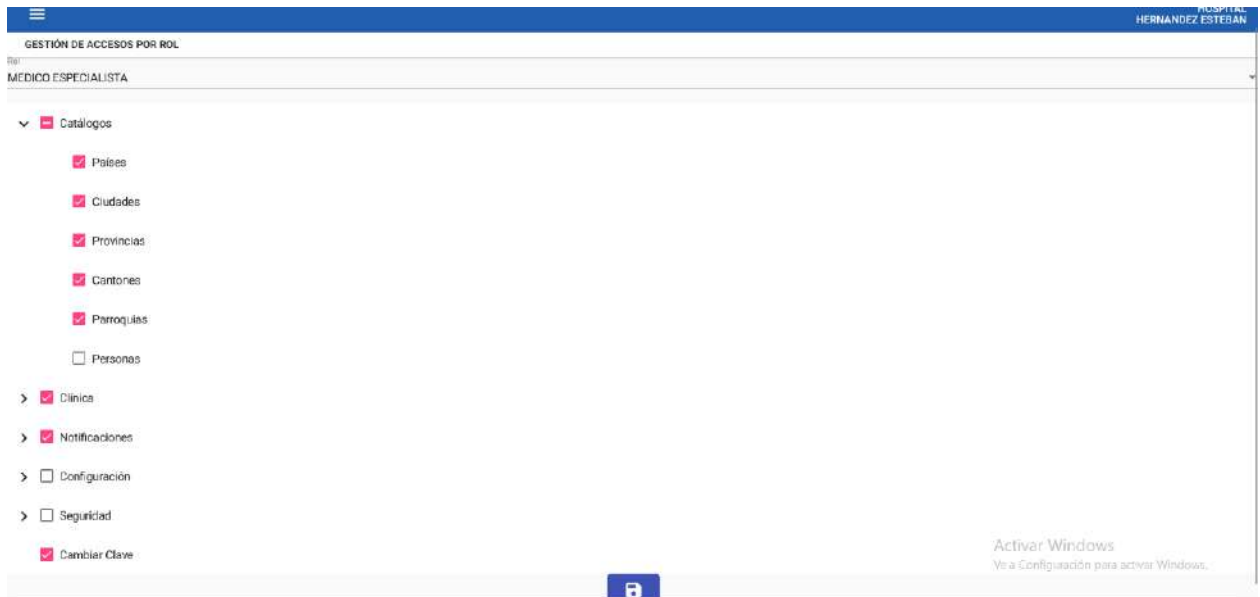 HOSPITAL
HERNANDEZ ESTEBAN
GESTIÓN DE ACCESOS POR ROL
Rol
MEDICO ESPECIALISTA
Catálogos
Países
Ciudades
Provincias
Cantones
Parroquias
Personas
Clínica
Notificaciones
Configuración
Seguridad
Cambiar Clave
Activar Windows
Ve a Configuración para activar Windows.